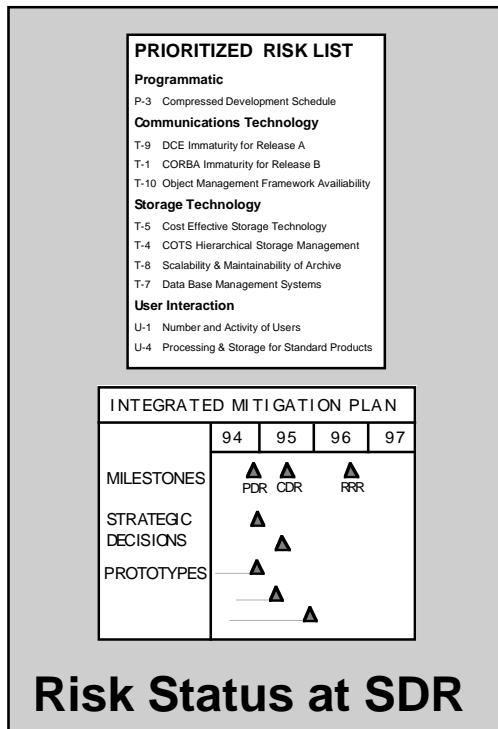 PRIORITIZED RISK LIST
Programmatic
P-3 Compressed Development Schedule
Communications Technology
T-9 DCE Immaturity for Release A
T-1 CORBA Immaturity for Release B
T-10 Object Management Framework Availiability
Storage Technology
T-5 Cost Effective Storage Technology
T-4 COTS Hierarchical Storage Management
T-8 Scalability & Maintainability of Archive
T-7 Data Base Management Systems
User Interaction
U-1 Number and Activity of Users
U-4 Processing & Storage for Standard Products
INTEGRATED MITIGATION PLAN
94 95 96 97
MILESTONES
PDR CDR RRR
STRATEGIC
DECISIONS
PROTOTYPES
Risk Status at SDR